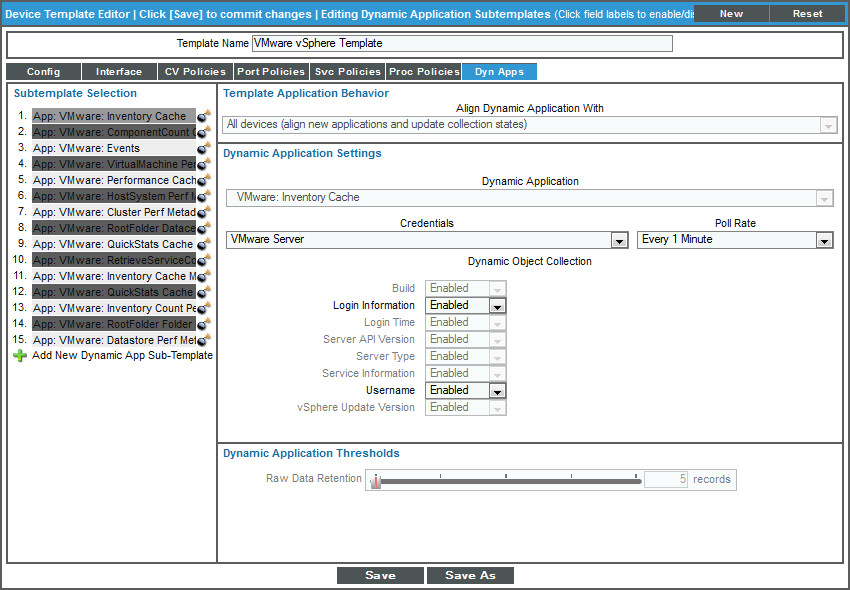 Device Template Editor | Click [Save] to commit changes | Editing Dynamic Application Subtemplates (Click field labels to enable/di
New
Reset
Template Name VMware vSphere Template
Config Interface CV Policies Port Policies Svc Policies Proc Policies Dyn Apps
Subtemplate Selection
1. App: VMware: Inventory Cache
2. App: VMware: ComponentCount
3. App: VMware: Events
4. App: VMware: VirtualMachine Per
5. App: VMware: Performance Cach
6. App: VMware: HostSystem Perf
7. App: VMware: Cluster Perf Metad
8. App: VMware: RootFolder Datace
9. App: VMware: QuickStats Cache
10. App: VMware: RetrieveServiceCo
11. App: VMware: Inventory Cache M
12. App: VMware: QuickStats Cache
13. App: VMware: Inventory Count Pe
14. App: VMware: RootFolder Folder
15. App: VMware: Datastore Perf Met
Add New Dynamic App Sub-Template
Template Application Behavior
Align Dynamic Application With
All devices (align new applications and update collection states)
Dynamic Application Settings
Dynamic Application
VMware: Inventory Cache
Credentials Poll Rate
VMware Server Every 1 Minute
Dynamic Object Collection
Build Enabled
Login Information Enabled
Login Time Enabled
Server API Version Enabled
Server Type Enabled
Service Information Enabled
Username Enabled
vSphere Update Version Enabled
Dynamic Application Thresholds
Raw Data Retention 5 records
Save Save As